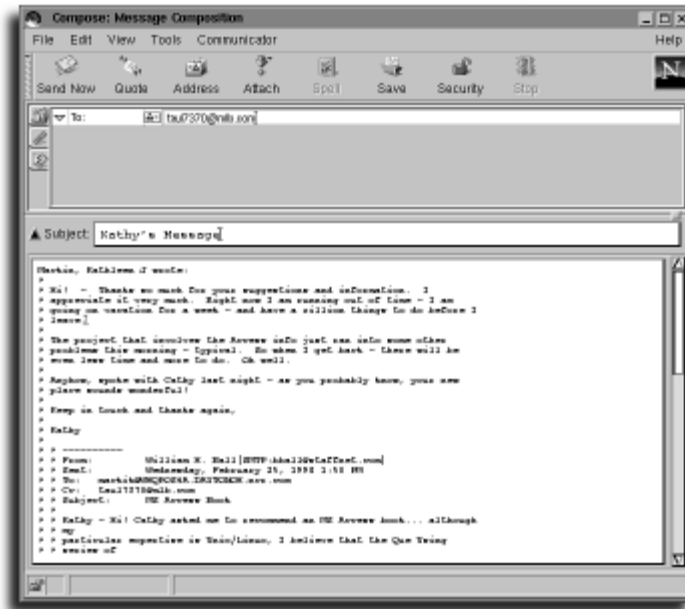 Compose: Message Composition
File Edit View Tools Communicator Help
Send Now Quote Address Attach Spell Save Security Stop
N
To:
Subject: Kathy's Message
Martin, Kathleen J wrote:
>
> Hi! - Thanks so much for your suggestions and information. I
> appreciate it very much. Right now I am running out of time - I am
> going on vacation for a week - and have a zillion things to do before I
> leave!
>
> The project that involves the Access info just ran into some other
> problems this morning - typical. So when I get back - there will be
> even less time and more to do. Oh well.
>
> Anyhow, spoke with Cathy last night - as you probably know, your new
> place sounds wonderful!
>
> Keep in touch and thanks again,
>
> Kathy
>
> > ----------
> > From: William H. Ball
> > Sent: Wednesday, February 25, 1998 1:50 PM
> > To:
> > Cc:
> > Subject: MS Access Book
> >
> > Kathy - Hi! Cathy asked me to recommend an MS Access book... although
> > my
> > particular expertise is Unix/Linux, I believe that the Que Using
> > series of